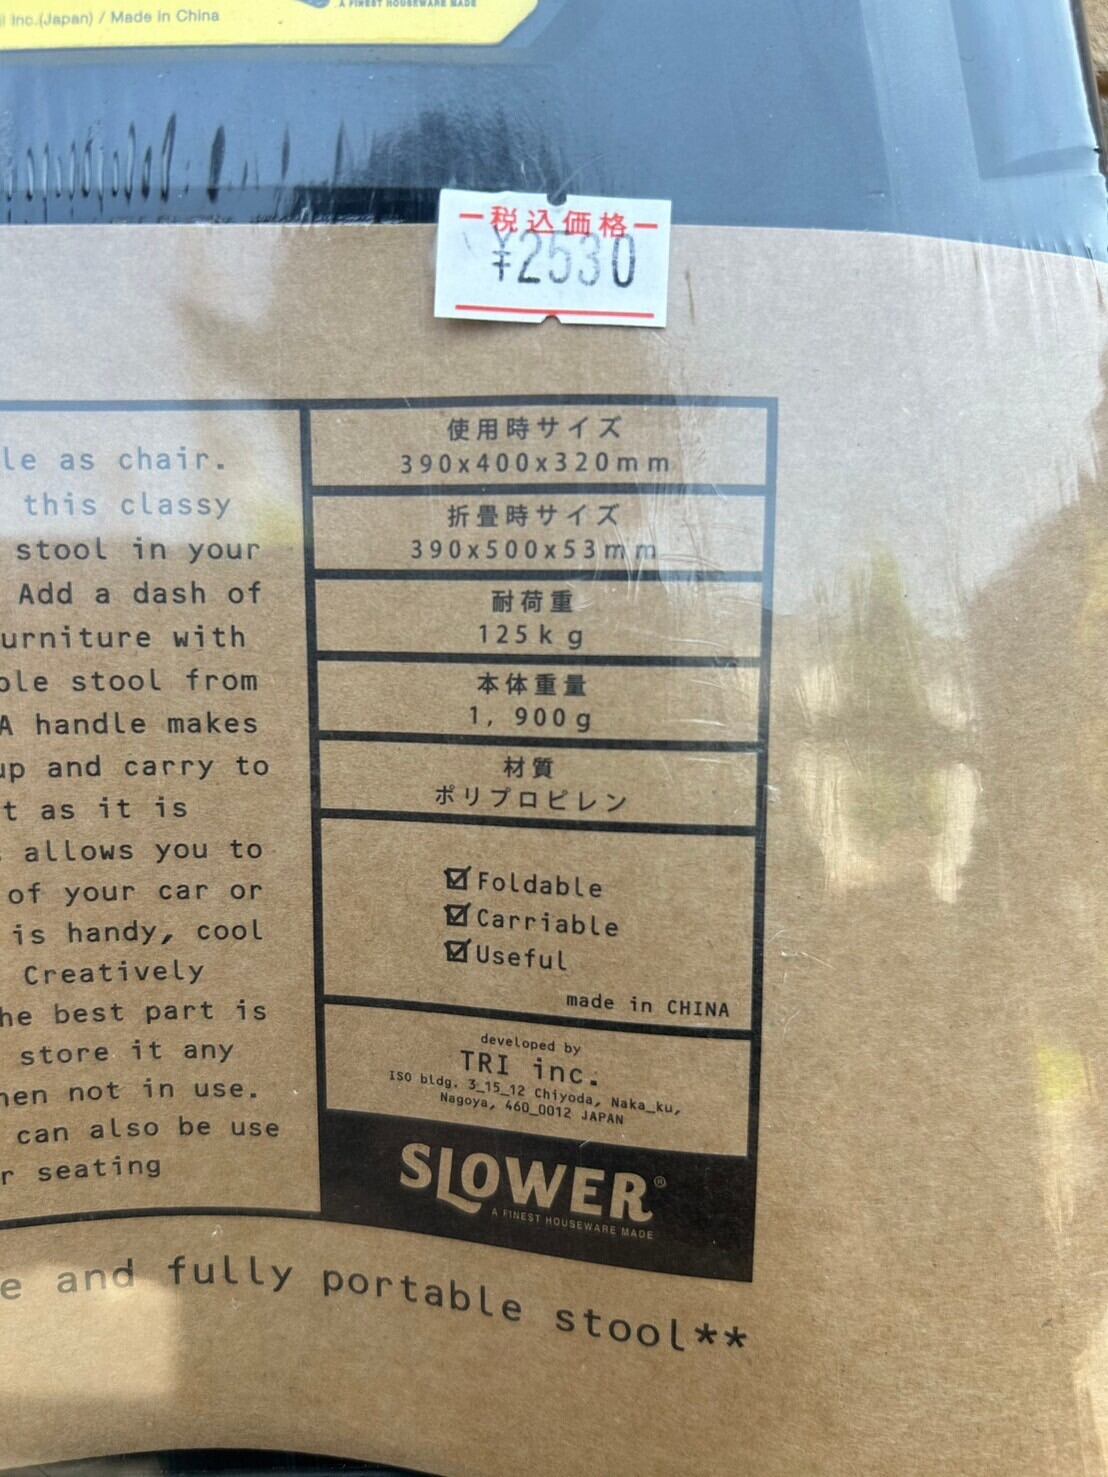 Inc.(Japan) / Made in China
A FINEST HOUSEWARE MADE
税込価格
¥2530
as chair.
this classy
stool in your
Add a dash of
with
stool from
A handle makes
and carry to
as it is
allows you to
of your car or
is handy, cool
Creatively
best part is
store it any
not in use.
can also be use
seating
使用時サイズ
390x400x320mm
折畳時サイズ
390x500x53mm
耐荷重
125kg
本体重量
1,900g
材質
ポリプロピレン
Foldable
Carriable
Useful
made in CHINA
developed by
TRI inc.
ISO bldg. 3_15_12 Chiyoda, Naka_ku,
Nagoya, 460_0012 JAPAN
SLOWER®
A FINEST HOUSEWARE MADE
and fully portable stool**